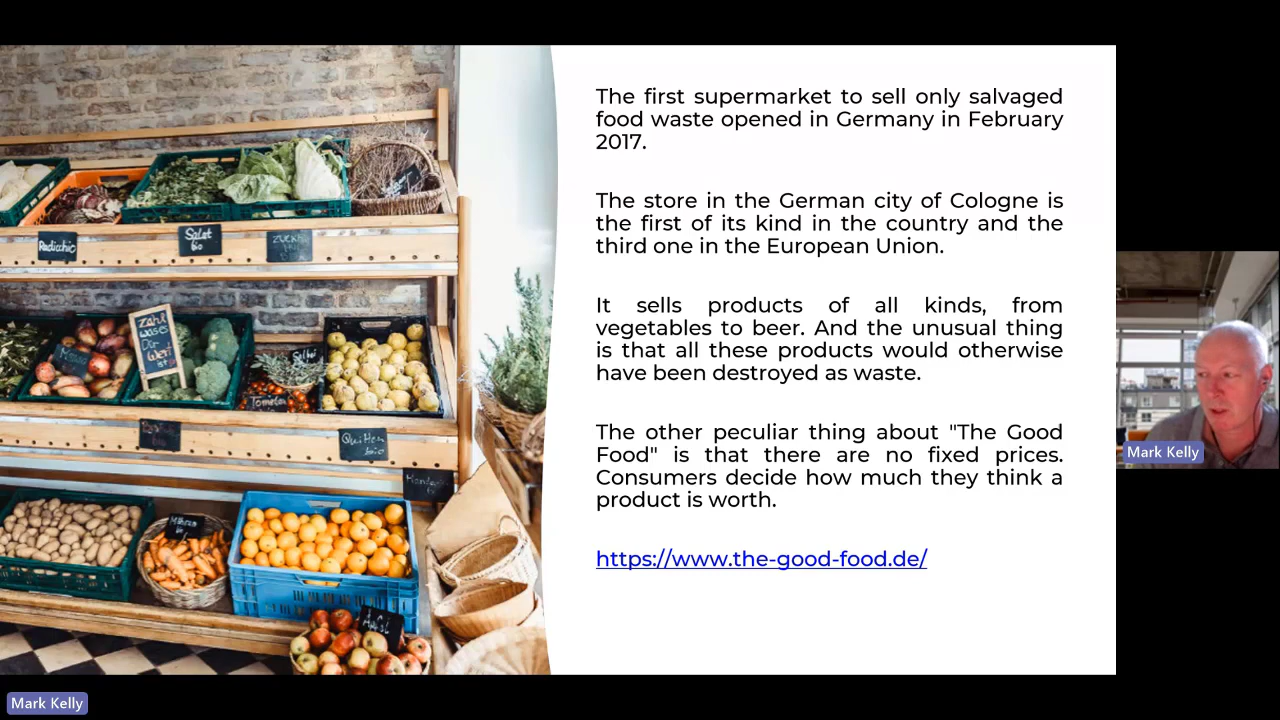 The first supermarket to sell only salvaged
food waste opened in Germany in February
2017.
The store in the German city of Cologne is
the first of its kind in the country and the
third one in the European Union.
It sells products of all kinds, from
vegetables to beer. And the unusual thing
is that all these products would otherwise
have been destroyed as waste.
The other peculiar thing about "The Good
Food" is that there are no fixed prices.
Consumers decide how much they think a
product is worth.
https://www.the-good-food.de/
Radicchio
Salat
bio
Zahl
was es
Dir
Wert
ist
Salbei
Tomaten
Quitten
bio
Mark Kelly
Mark Kelly